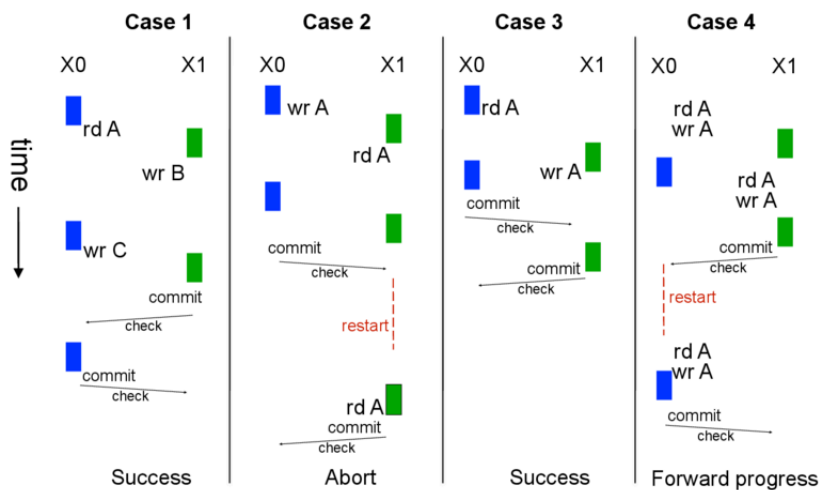 Case 1
X0 X1
rd A
wr B
wr C
commit
check
commit
check
Success
Case 2
X0 X1
wr A
rd A
commit
check
restart
rd A
commit
check
Abort
Case 3
X0 X1
rd A
wr A
commit
check
commit
check
Success
Case 4
X0 X1
rd A
wr A
rd A
wr A
commit
check
restart
rd A
wr A
commit
check
Forward progress
time